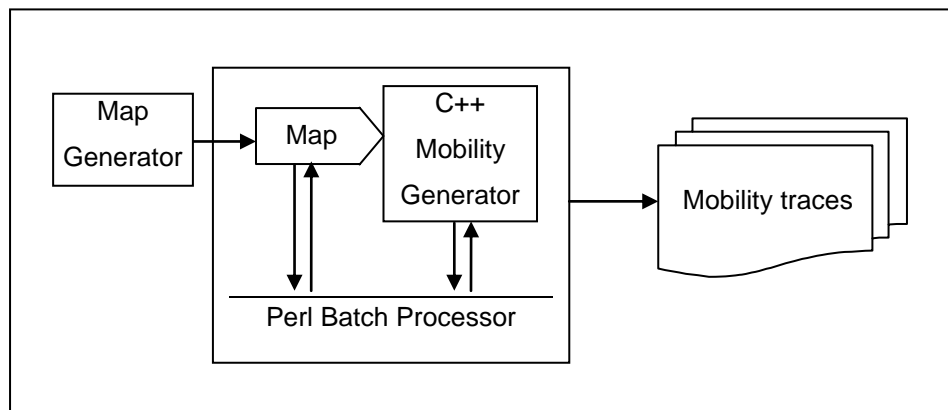 Map
Generator
Map
C++
Mobility
Generator
Mobility traces
Perl Batch Processor